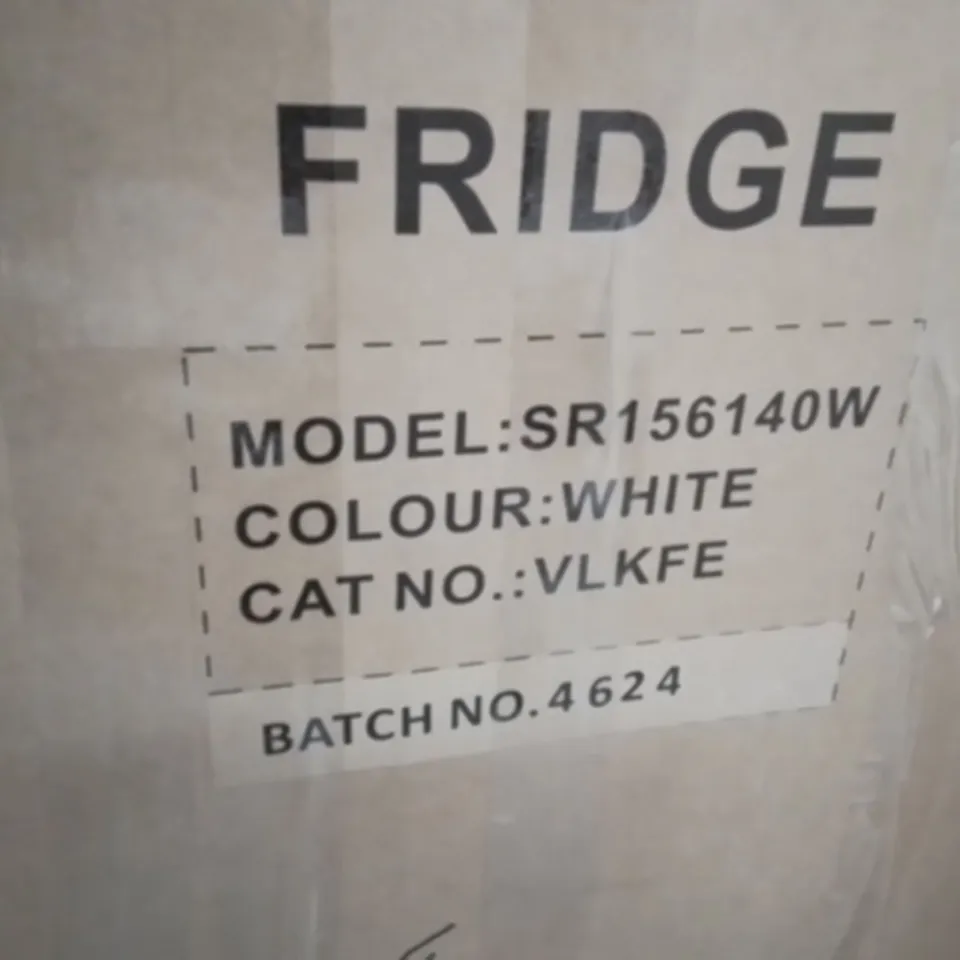 FRIDGE
MODEL:SR156140W
COLOUR:WHITE
CAT NO.:VLKFE
BATCH NO.4624